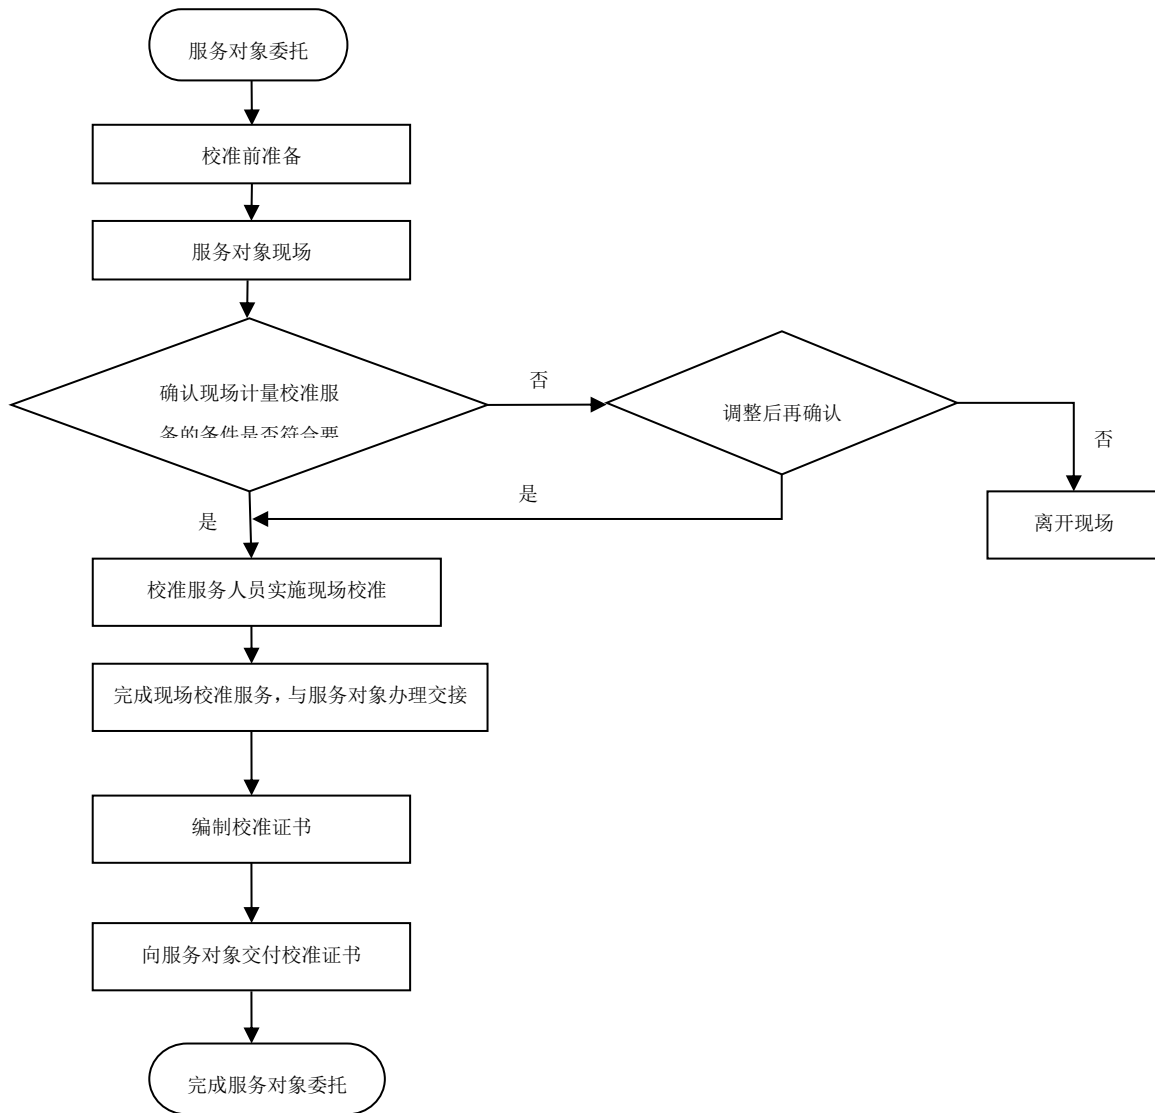 服务对象委托
校准前准备
服务对象现场
确认现场计量校准服
务的条件是否符合要
否
调整后再确认
否
是
是
离开现场
校准服务人员实施现场校准
完成现场校准服务，与服务对象办理交接
编制校准证书
向服务对象交付校准证书
完成服务对象委托